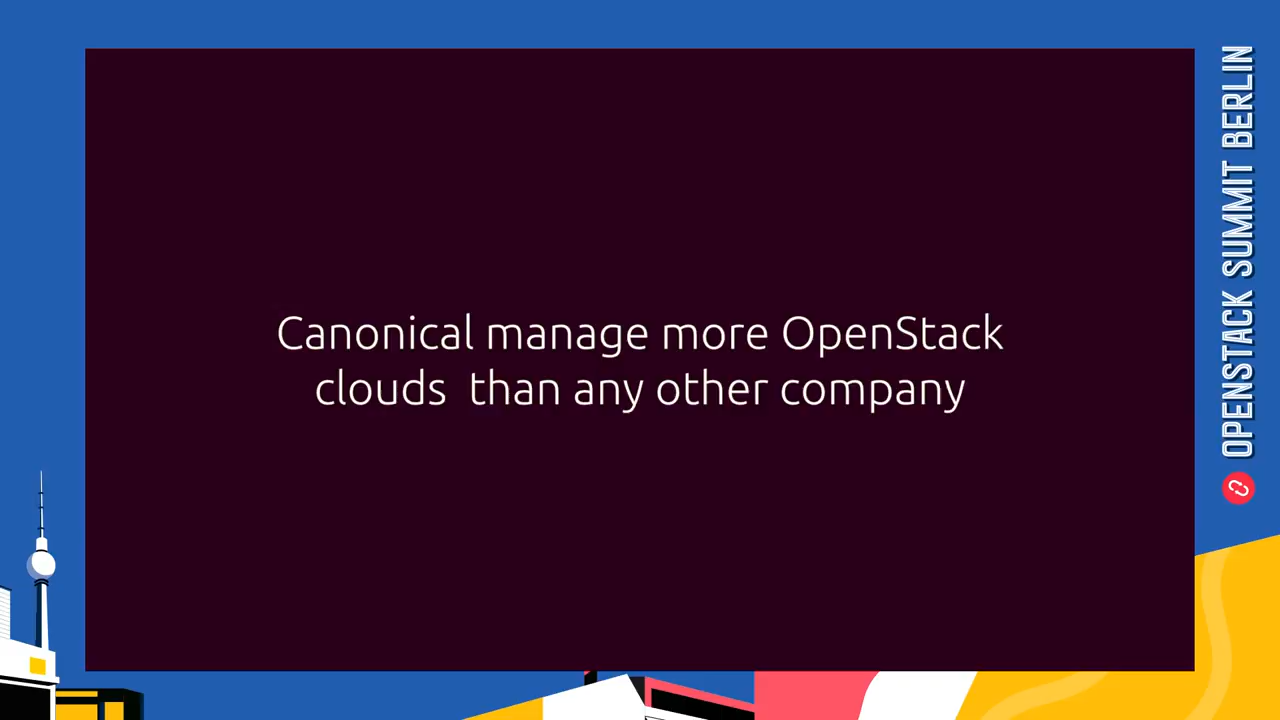 Canonical manage more OpenStack
clouds  than any other company
OPENSTACK SUMMIT BERLIN